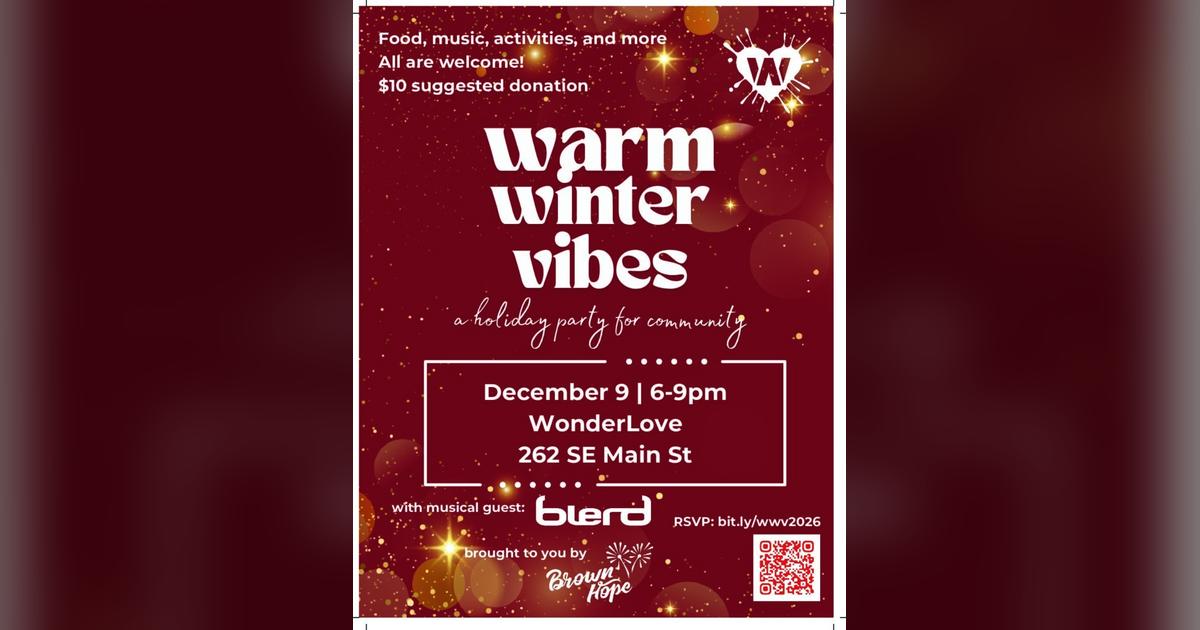 Food, music, activities, and more
All are welcome!
$10 suggested donation
W
warm
winter
vibes
a holiday party for community
December 9 | 6-9pm
WonderLove
262 SE Main St
with musical guest: blerd
RSVP: bit.ly/wwv2026
brought to you by
Brown
Hope